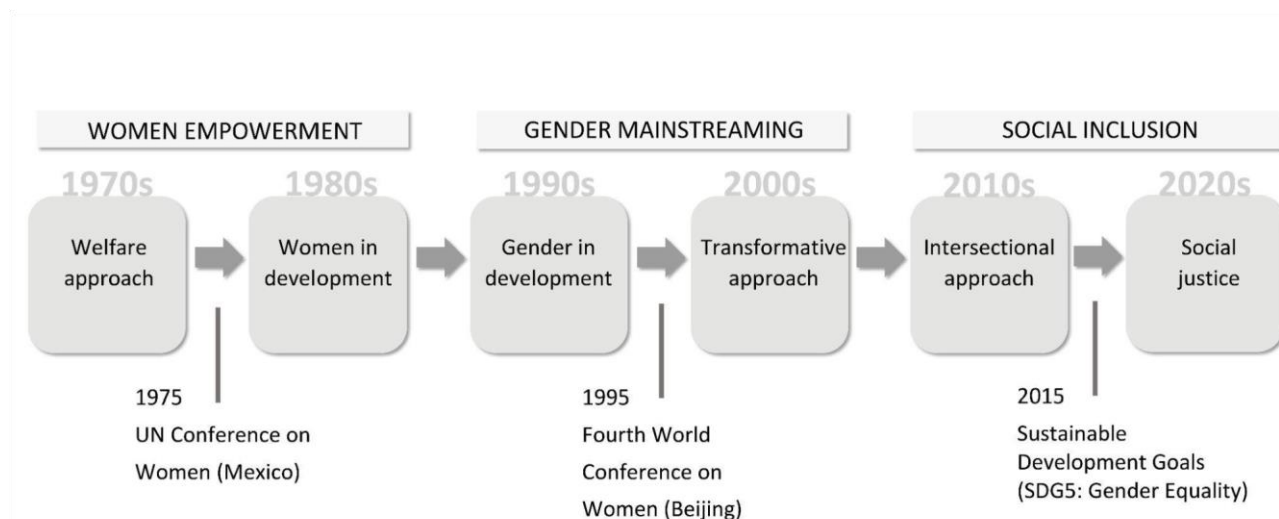 WOMEN EMPOWERMENT
GENDER MAINSTREAMING
SOCIAL INCLUSION
1970s
1980s
1990s
2000s
2010s
2020s
Welfare
approach
Women in
development
Gender in
development
Transformative
approach
Intersectional
approach
Social
justice
1975
UN Conference on
Women (Mexico)
1995
Fourth World
Conference on
Women (Beijing)
2015
Sustainable
Development Goals
(SDG5: Gender Equality)